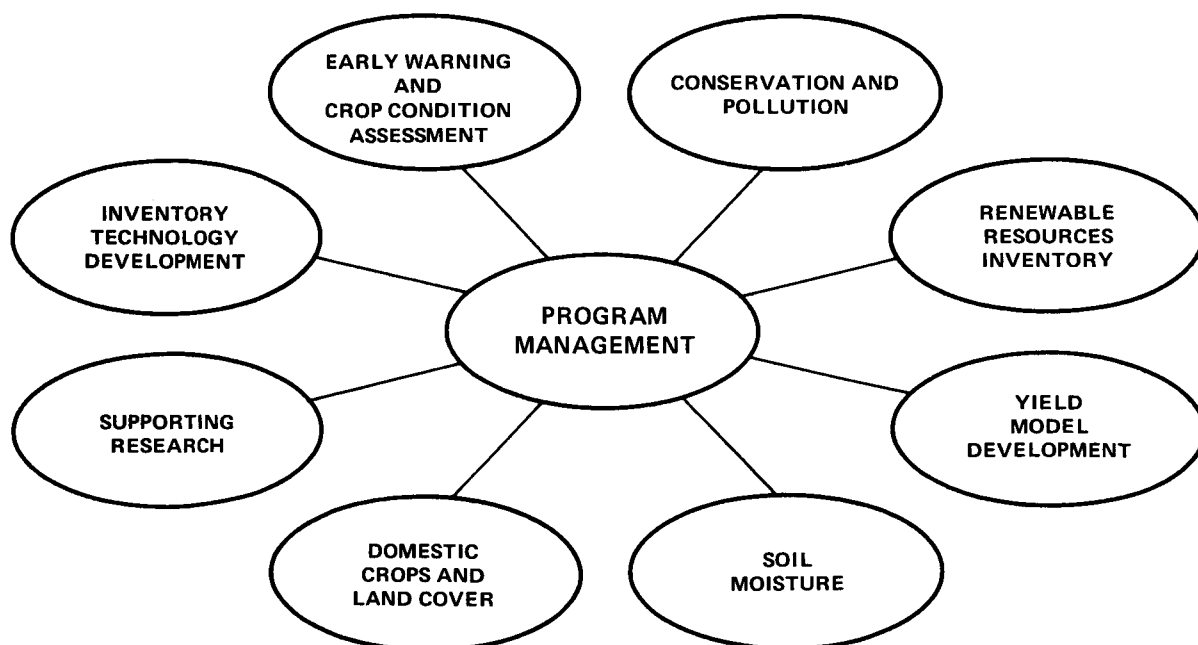 EARLY WARNING
AND
CROP CONDITION
ASSESSMENT
CONSERVATION AND
POLLUTION
INVENTORY
TECHNOLOGY
DEVELOPMENT
RENEWABLE
RESOURCES
INVENTORY
PROGRAM
MANAGEMENT
SUPPORTING
RESEARCH
YIELD
MODEL
DEVELOPMENT
DOMESTIC
CROPS AND
LAND COVER
SOIL
MOISTURE